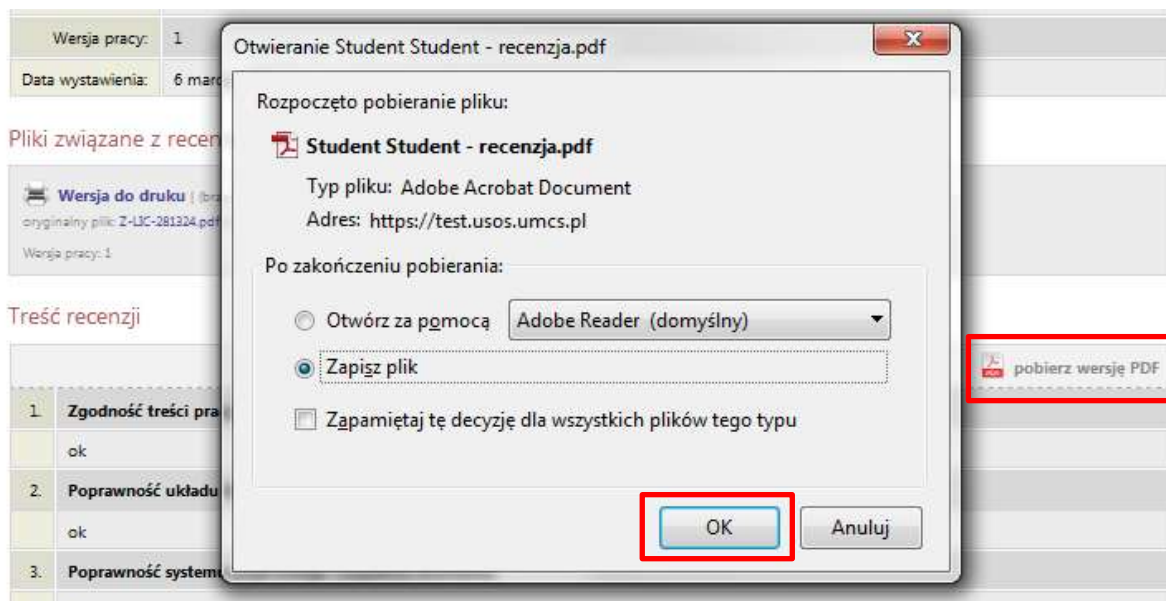 Wersja pracy: 1
Data wystawienia: 6 marc
Otwieranie Student Student - recenzja.pdf
Rozpoczęto pobieranie pliku:
Student Student - recenzja.pdf
Typ pliku: Adobe Acrobat Document
Adres: https://test.usos.umcs.pl
Po zakończeniu pobierania:
Otwórz za pomocą Adobe Reader (domyślny)
Zapisz plik
Zapamiętaj tę decyzję dla wszystkich plików tego typu
OK Anuluj
Pliki związane z recen
Wersja do druku
oryginalny plik: Z-LIC-281324.pdf
Wersja pracy: 1
Treść recenzji
pobierz wersję PDF
1. Zgodność treści pra
ok
2. Poprawność układu
ok
3. Poprawność system